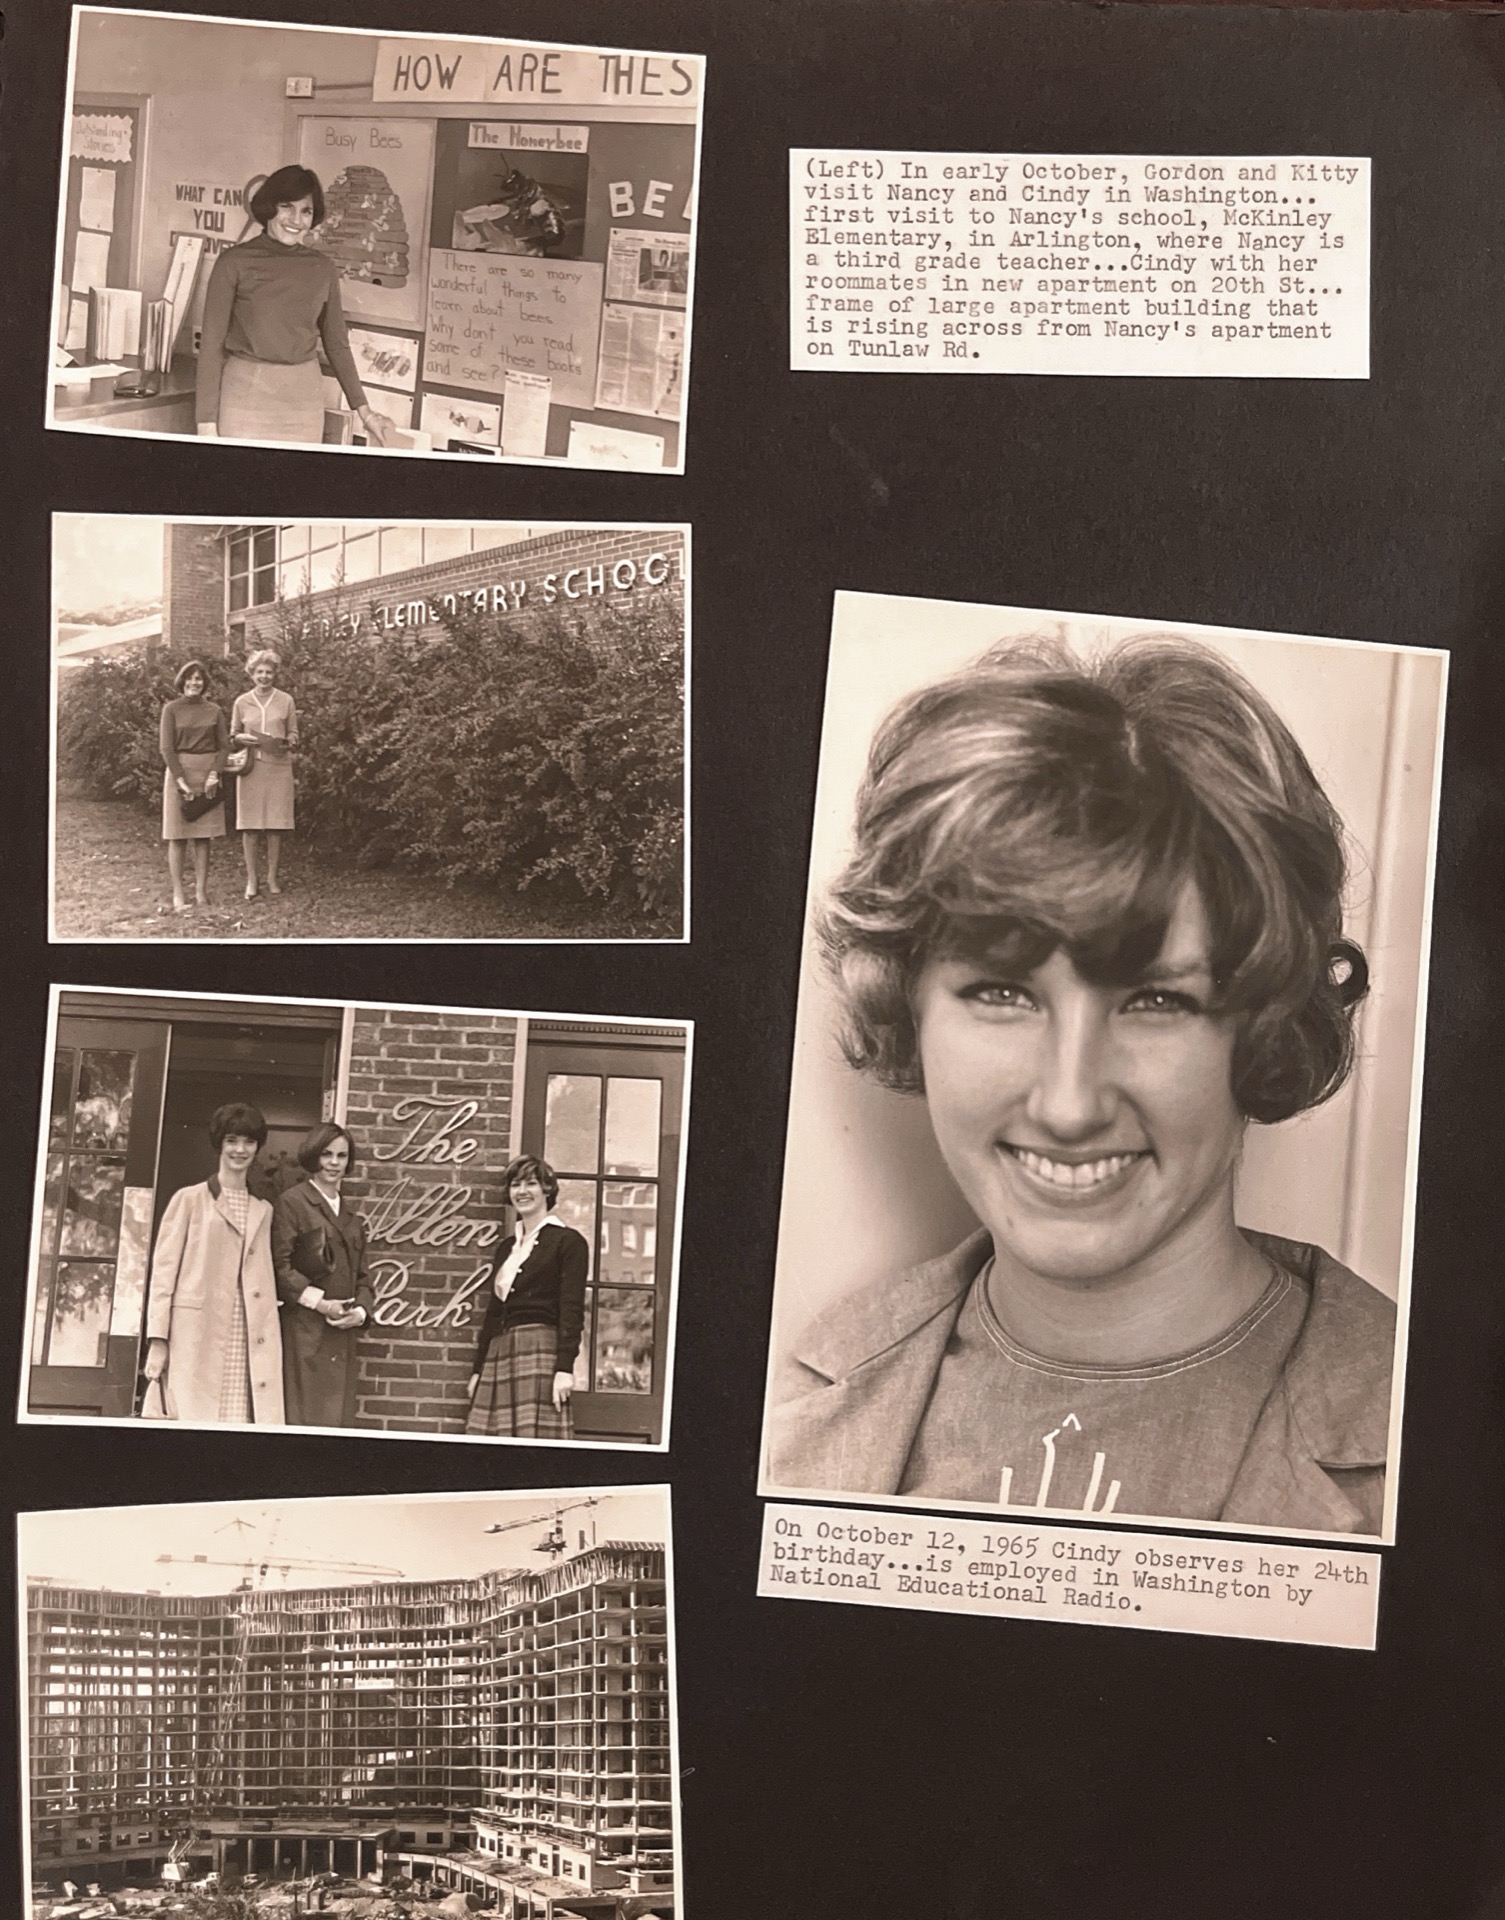 HOW ARE THES
Outstanding
Stories
Busy Bees
The Honeybee
WHAT CAN
YOU
BE
There are so many
wonderful things to
learn about bees.
Why don't you read
some of these books
and see?
(Left) In early October, Gordon and Kitty
visit Nancy and Cindy in Washington...
first visit to Nancy's school, McKinley
Elementary, in Arlington, where Nancy is
a third grade teacher...Cindy with her
roommates in new apartment on 20th St...
frame of large apartment building that
is rising across from Nancy's apartment
on Tunlaw Rd.
ELEMENTARY SCHOOL
The
Allen
Park
On October 12, 1965 Cindy observes her 24th
birthday...is employed in Washington by
National Educational Radio.